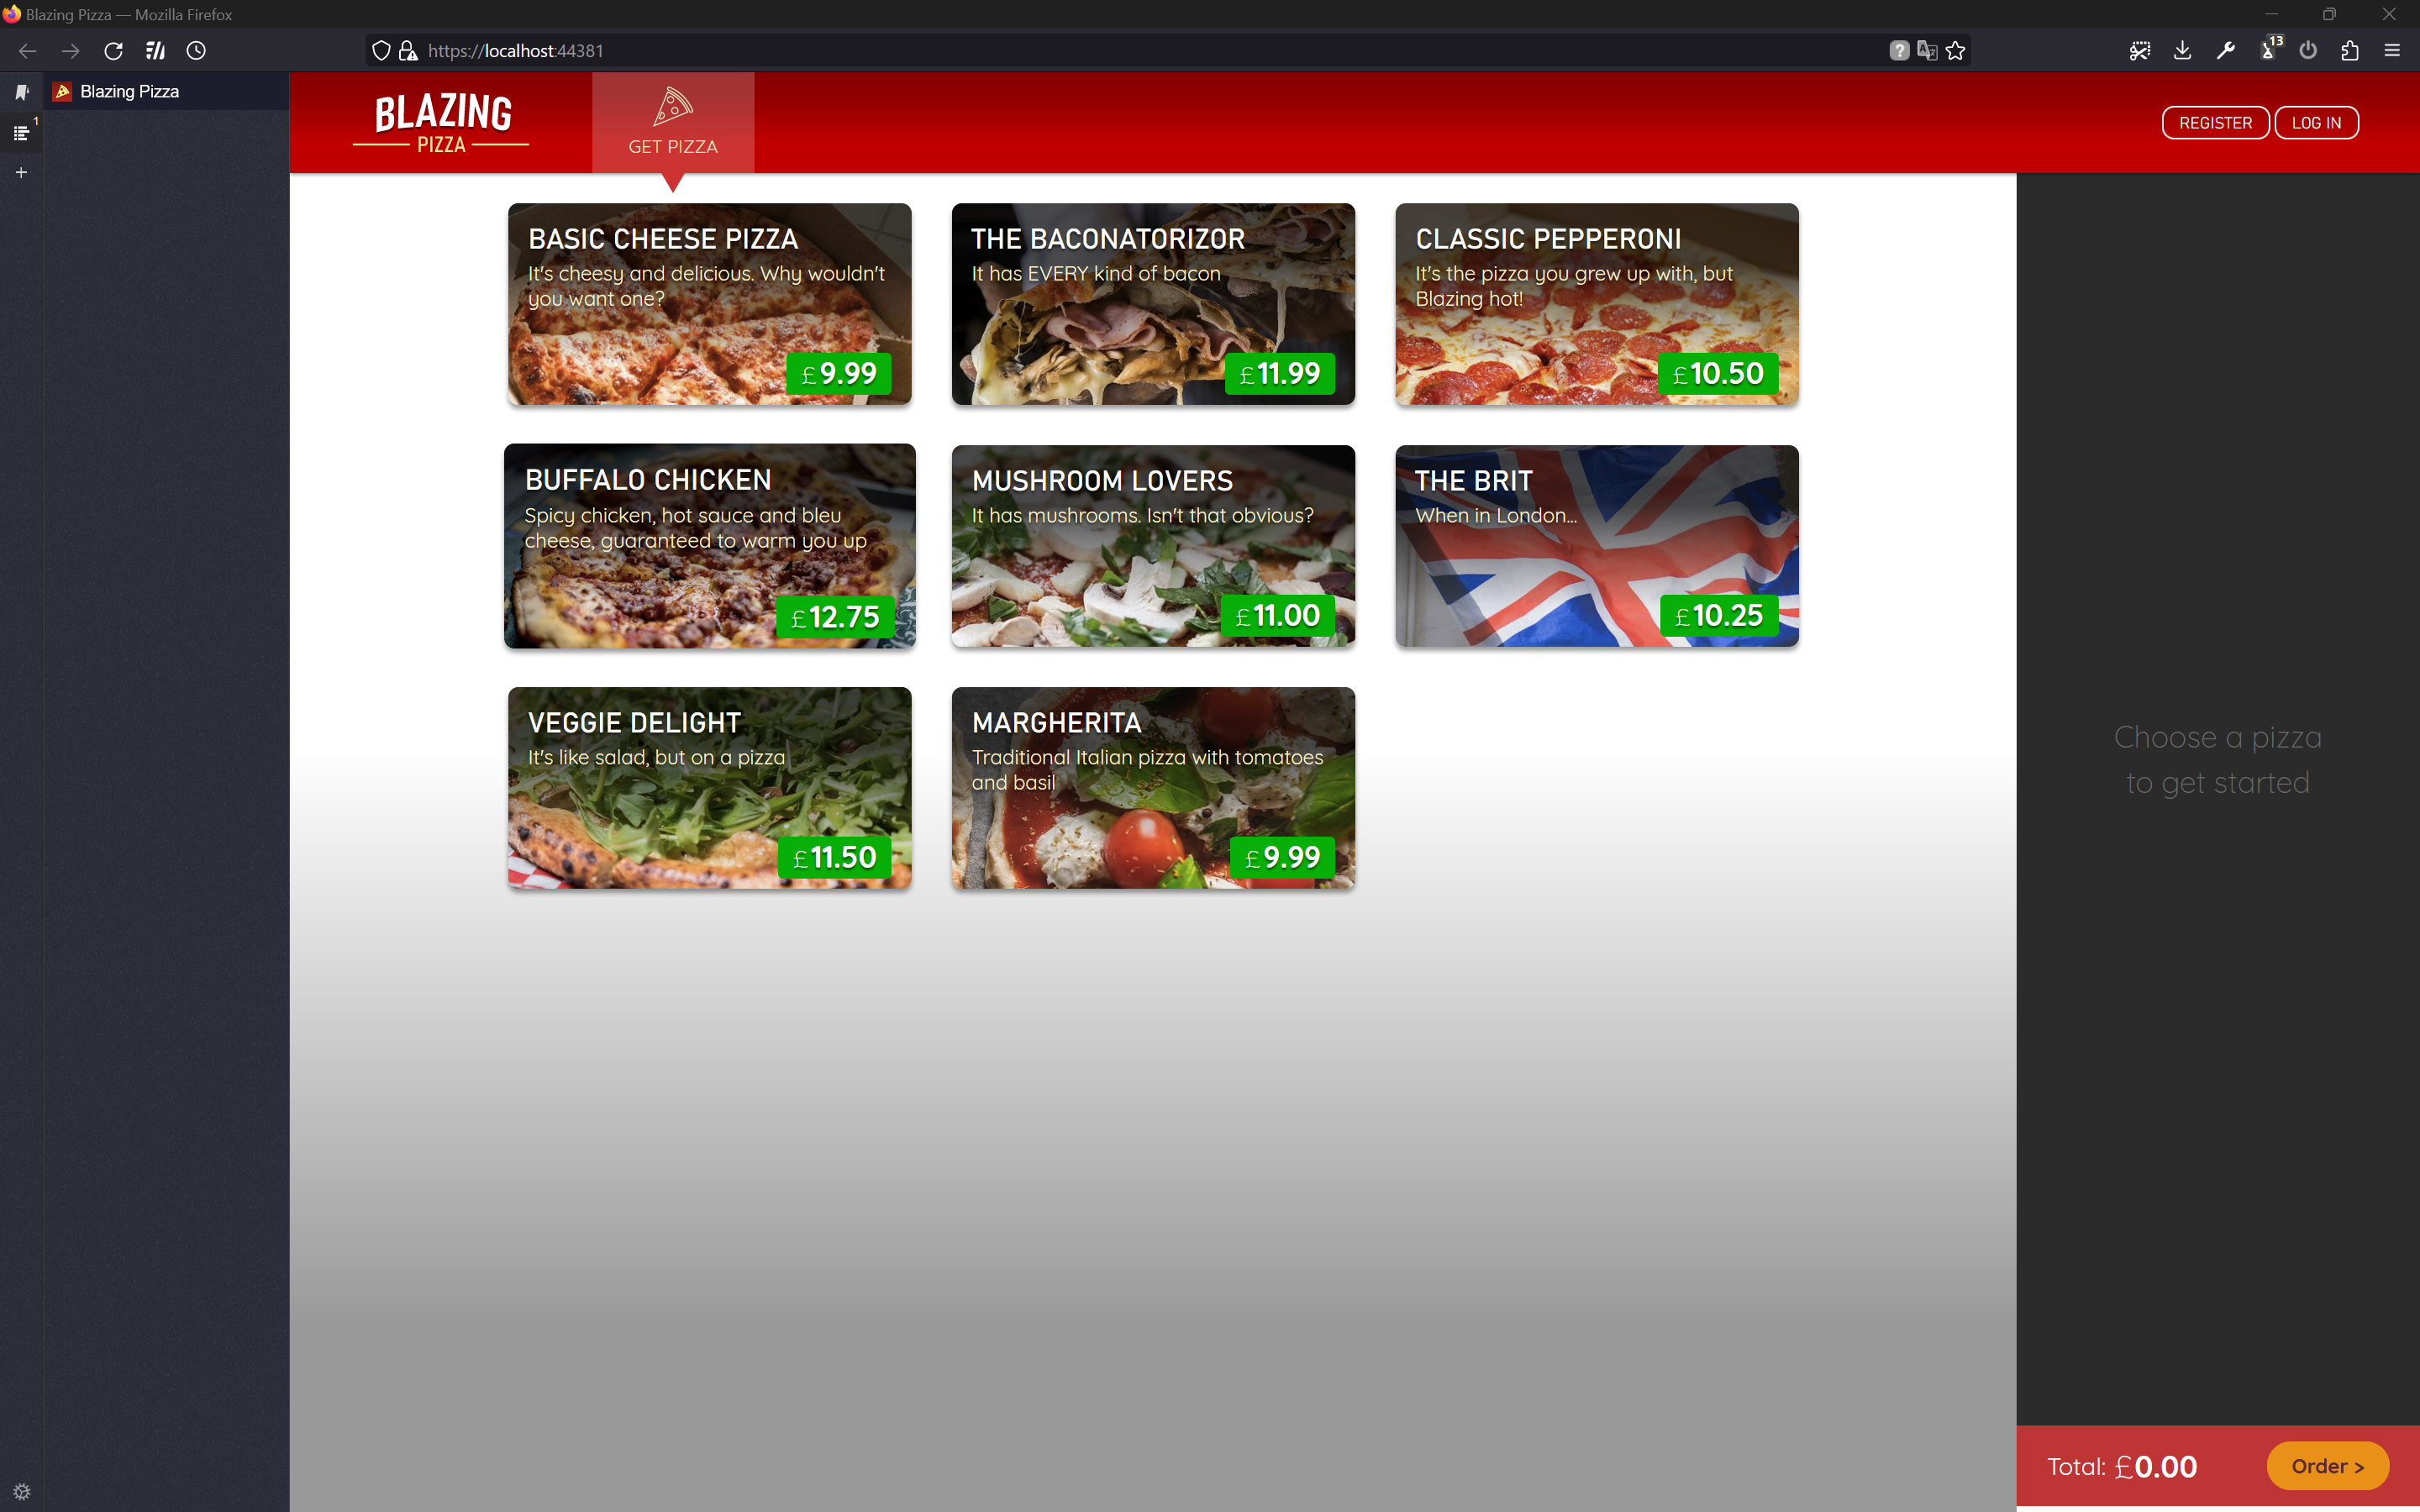 Blazing Pizza — Mozilla Firefox
https://localhost:44381
13
1
Blazing Pizza
BLAZING
PIZZA
GET PIZZA
REGISTER
LOG IN
BASIC CHEESE PIZZA
It's cheesy and delicious. Why wouldn't
you want one?
£9.99
THE BACONATORIZOR
It has EVERY kind of bacon
£11.99
CLASSIC PEPPERONI
It's the pizza you grew up with, but
Blazing hot!
£10.50
BUFFALO CHICKEN
Spicy chicken, hot sauce and bleu
cheese, guaranteed to warm you up
£12.75
MUSHROOM LOVERS
It has mushrooms. Isn't that obvious?
£11.00
THE BRIT
When in London...
£10.25
VEGGIE DELIGHT
It's like salad, but on a pizza
£11.50
MARGHERITA
Traditional Italian pizza with tomatoes
and basil
£9.99
Choose a pizza
to get started
Total: £0.00
Order >